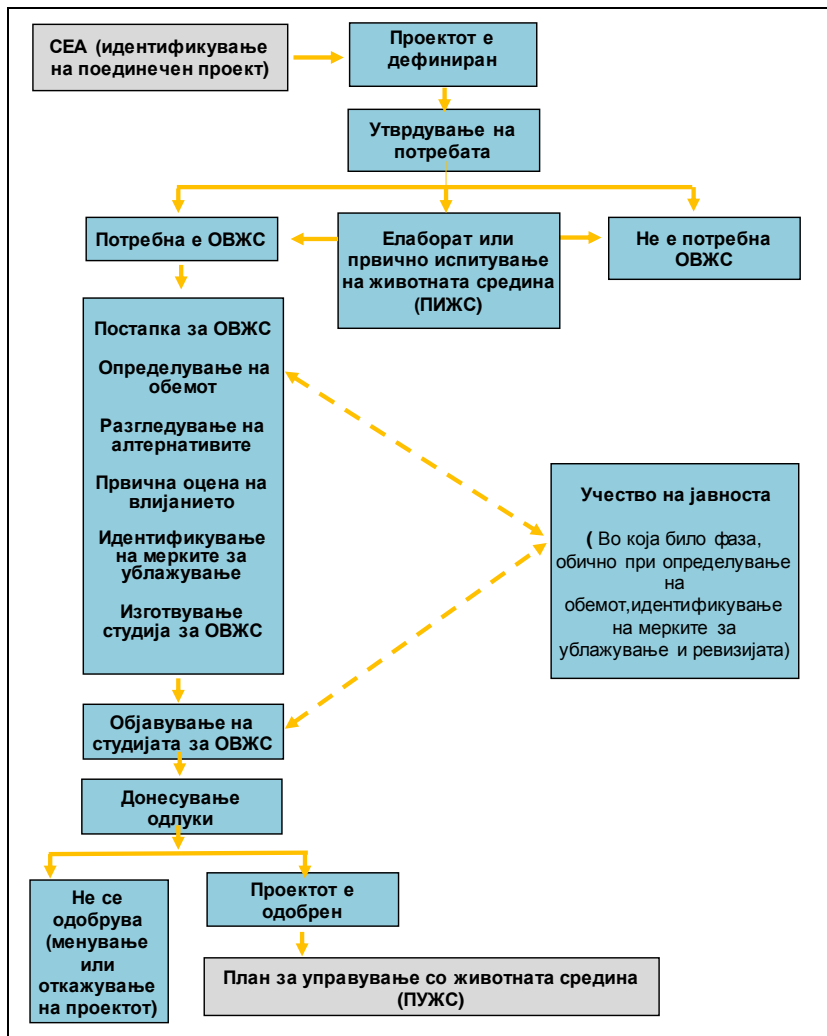 СЕА (идентификување
на поединечен проект)
Проектот е
дефиниран
Утврдување на
потребата
Потребна е ОВЖС
Елаборат или
првично испитување
на животната средина
(ПИЖС)
Не е потребна
ОВЖС
Постапка за ОВЖС
Определување на
обемот
Разгледување на
алтернативите
Првична оцена на
влијанието
Идентификување
на мерките за
ублажување
Изготвување
студија за ОВЖС
Учество на јавноста
( Во која било фаза,
обично при определување
на
обемот,идентификување
на мерките за
ублажување и ревизијата)
Објавување на
студијата за ОВЖС
Донесување
одлуки
Не се
одобрува
(менување
или
откажување
на проектот)
Проектот е
одобрен
План за управување со животната средина
(ПУЖС)